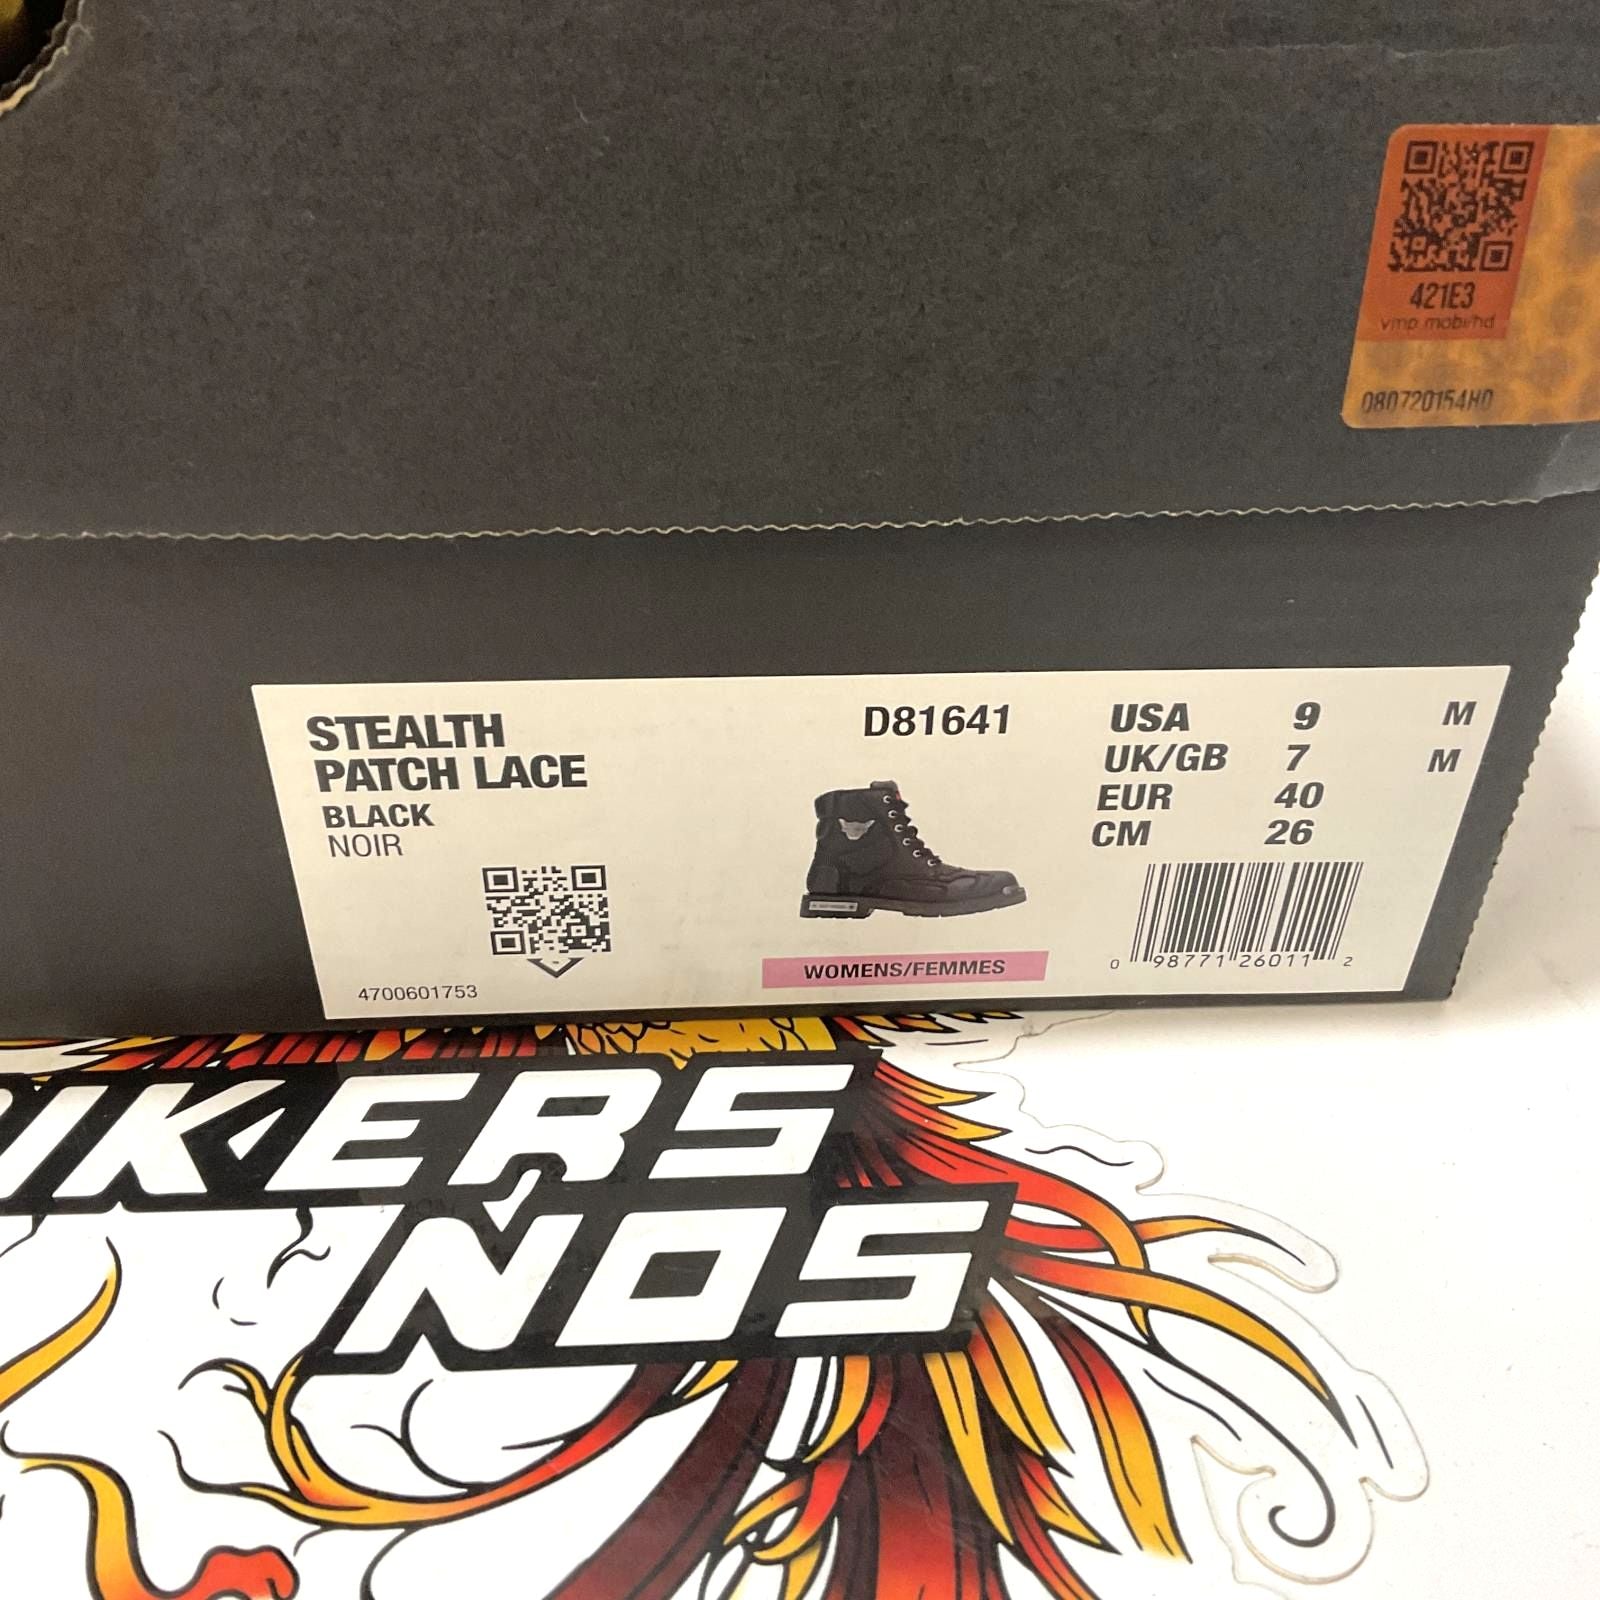 421E3
vmp mobi/hd
080720154HD
STEALTH
PATCH LACE
BLACK
NOIR
4700601753
D81641
WOMENS/FEMMES
USA 9 M
UK/GB 7 M
EUR 40
CM 26
0 98771 26011 2
IKERS
NOS